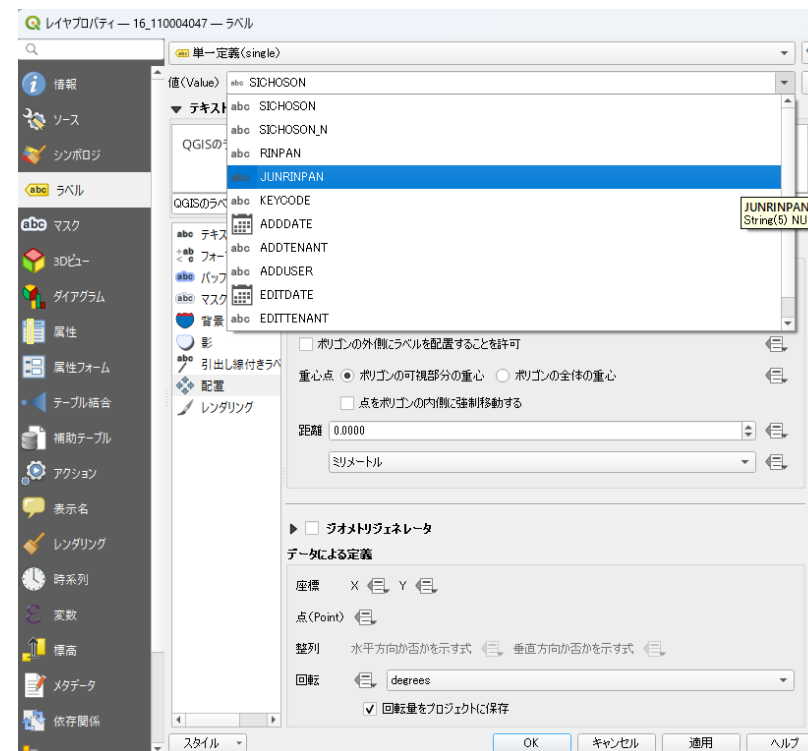 レイヤプロパティ — 16_110004047 — ラベル
単一定義(single)
情報
ソース
シンボロジ
ラベル
マスク
3Dビュー
ダイアグラム
属性
属性フォーム
テーブル結合
補助テーブル
アクション
表示名
レンダリング
時系列
変数
標高
メタデータ
依存関係
値(Value) abc SICHOSON
abc SICHOSON
abc SICHOSON_N
abc RINPAN
abc JUNRINPAN
abc KEYCODE
ADDDATE
abc ADDTENANT
abc ADDUSER
EDITDATE
abc EDITTENANT
JUNRINPAN
String(5) NU
▼ テキスト
QGISの
QGISのラベ
abc テキス
フォー
abc バッフ
abc マスク
背景
影
引出し線付きラベ
配置
レンダリング
ポリゴンの外側にラベルを配置することを許可
重心点 ポリゴンの可視部分の重心 ポリゴンの全体の重心
点をポリゴンの内側に強制移動する
距離 0.0000
ミリメートル
ジオメトリジェネレータ
データによる定義
座標 X Y
点(Point)
整列 水平方向か否かを示す式 垂直方向か否かを示す式
回転 degrees
回転量をプロジェクトに保存
スタイル OK キャンセル 適用 ヘルプ